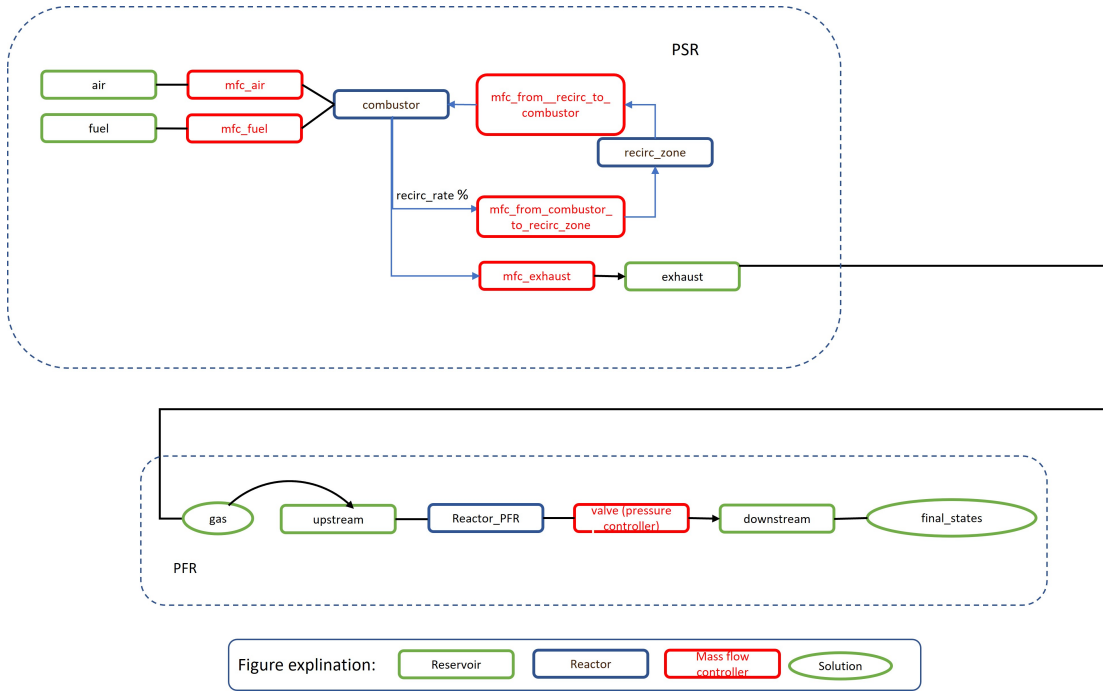 PSR
air
mfc_air
fuel
mfc_fuel
combustor
mfc_from__recirc_to_
combustor
recirc_zone
recirc_rate %
mfc_from_combustor_
to_recirc_zone
mfc_exhaust
exhaust
gas
upstream
Reactor_PFR
valve (pressure
controller)
downstream
final_states
PFR
Figure explination:
Reservoir
Reactor
Mass flow
controller
Solution